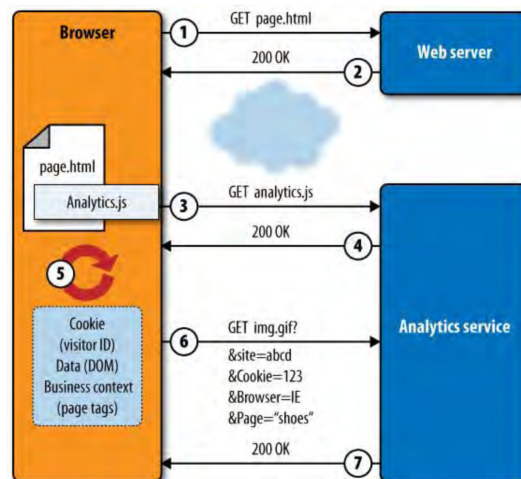 Browser
1
GET page.html
Web server
200 OK
2
page.html
Analytics.js
3
GET analytics.js
200 OK
4
5
Cookie
(visitor ID)
Data (DOM)
Business context
(page tags)
6
GET img.gif?
&site=abcd
&Cookie=123
&Browser=IE
&Page=“shoes”
Analytics service
200 OK
7